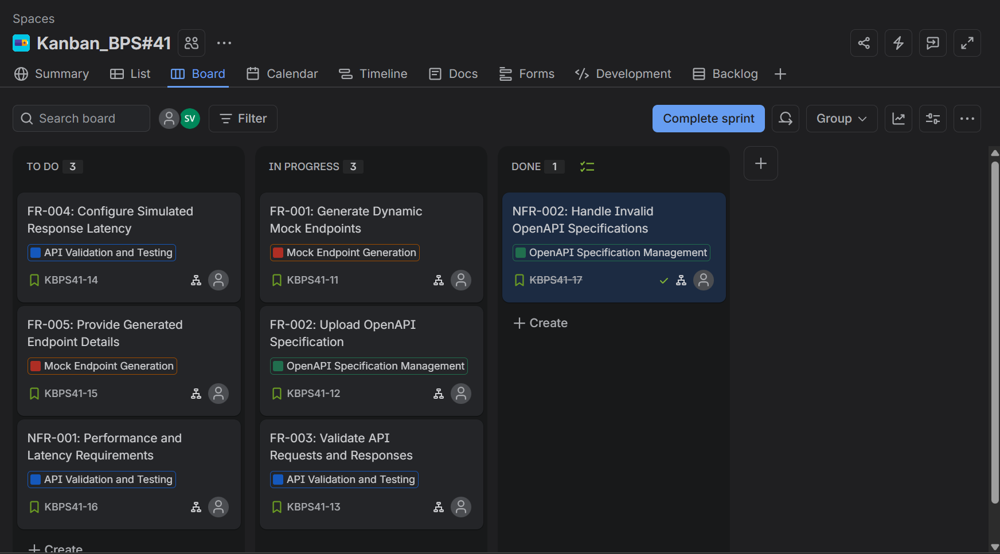 Spaces
Kanban_BPS#41
Summary List Board Calendar Timeline Docs Forms Development Backlog
Search board SV Filter Complete sprint Group
TO DO 3
FR-004: Configure Simulated
Response Latency
API Validation and Testing
KBPS41-14
FR-005: Provide Generated
Endpoint Details
Mock Endpoint Generation
KBPS41-15
NFR-001: Performance and
Latency Requirements
API Validation and Testing
KBPS41-16
Create
IN PROGRESS 3
FR-001: Generate Dynamic
Mock Endpoints
Mock Endpoint Generation
KBPS41-11
FR-002: Upload OpenAPI
Specification
OpenAPI Specification Management
KBPS41-12
FR-003: Validate API
Requests and Responses
API Validation and Testing
KBPS41-13
DONE 1
NFR-002: Handle Invalid
OpenAPI Specifications
OpenAPI Specification Management
KBPS41-17
Create